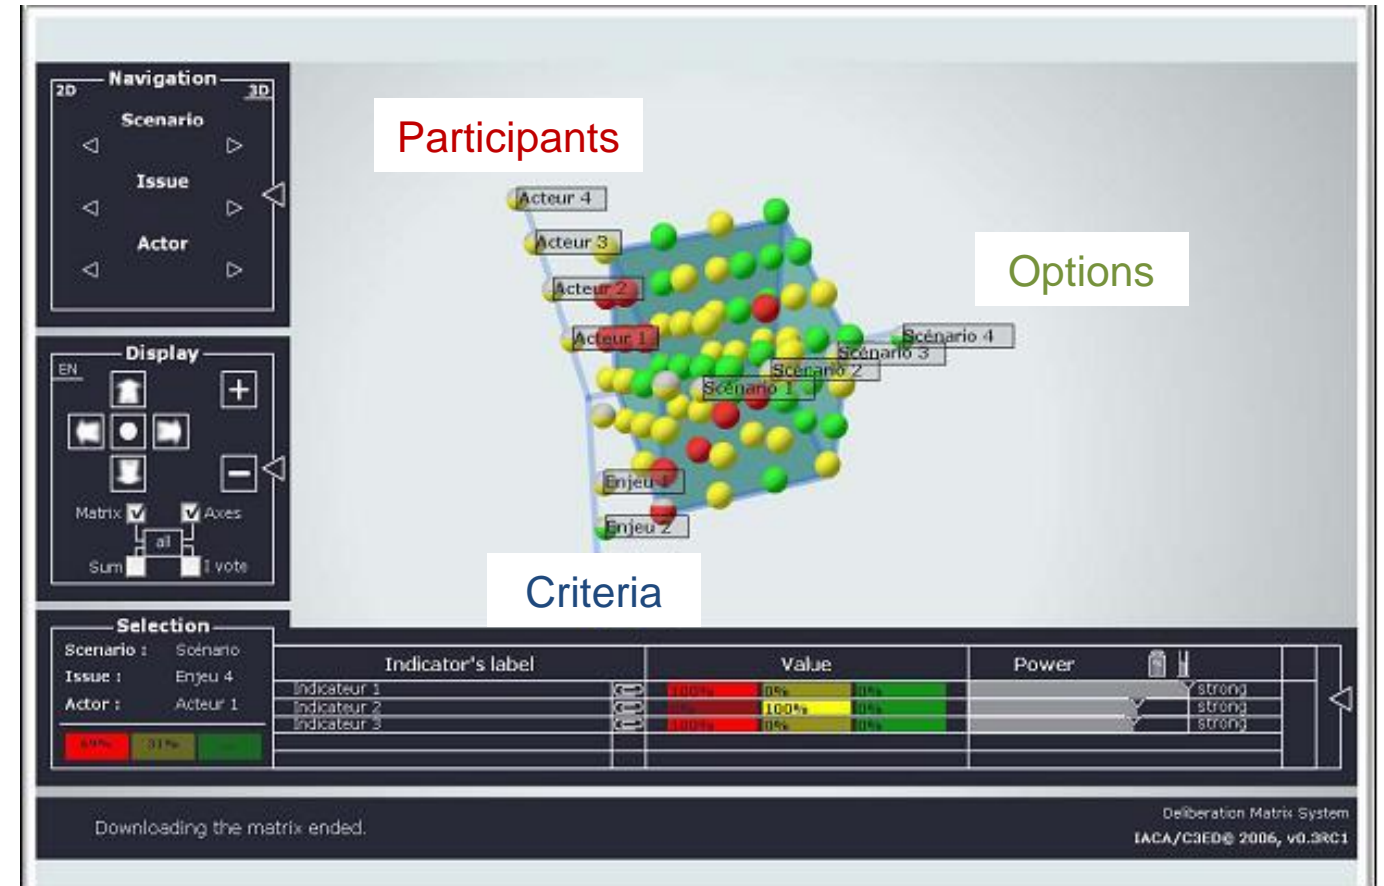 Navigation
2D 3D
Scenario
Issue
Actor
Display
EN
Matrix Axes
all
Sum I vote
Participants
Options
Criteria
Acteur 4
Acteur 3
Acteur 2
Acteur 1
Scénario 4
Scénario 3
Scénario 2
Scénario 1
Enjeu 1
Enjeu 2
Selection
Scenario : Scénario
Issue : Enjeu 4
Actor : Acteur 1
69% 31%
Indicator's label Value Power
Indicateur 1 100% 0% 0% strong
Indicateur 2 0% 100% 0% strong
Indicateur 3 100% 0% 0% strong
Downloading the matrix ended.
Deliberation Matrix System
IACA/C3ED© 2006, v0.3RC1